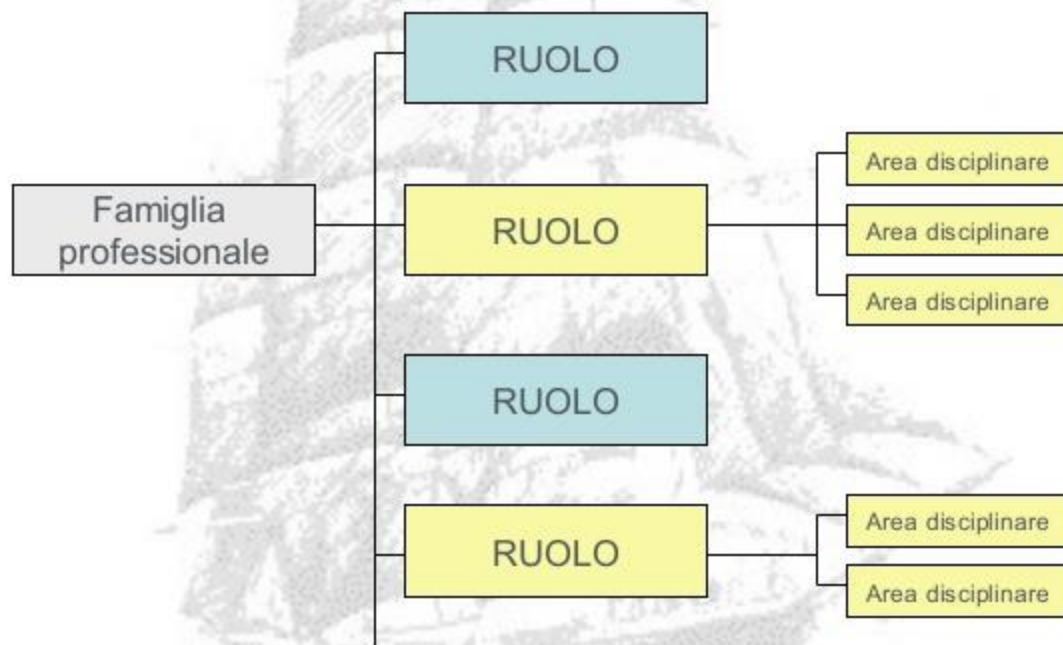 RUOLO
Area disciplinare
Famiglia
professionale
RUOLO
Area disciplinare
Area disciplinare
RUOLO
RUOLO
Area disciplinare
Area disciplinare